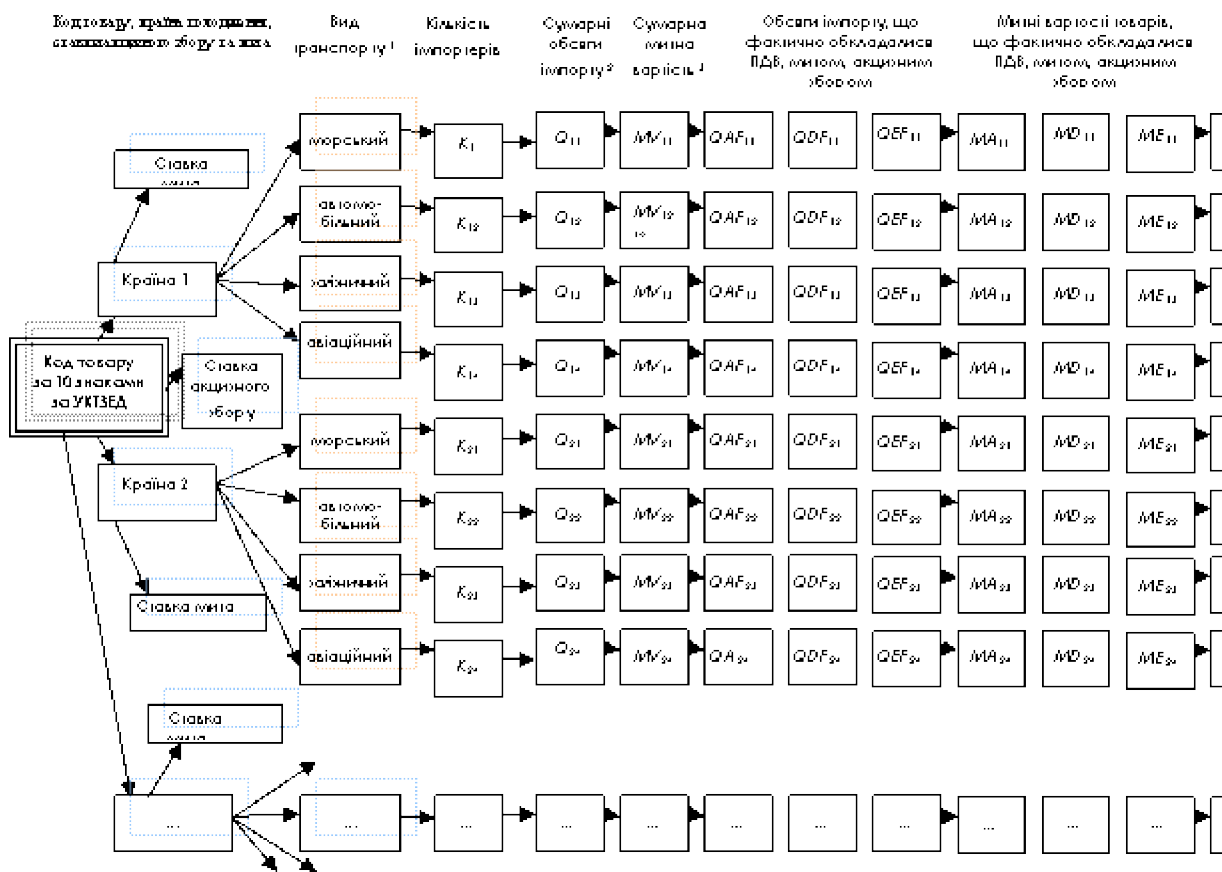 Код товару, країна походження,
ставки акцизного збору та мита
Вид
транспорту 1
Кількість
імпортерів
Сумарні
обсяги
імпорту 2
Сумарна
митна
вартість 3
Обсяги імпорту, що
фактично обкладалися
ПДВ, митом, акцизним
збором
Митні вартості товарів,
що фактично обкладалися
ПДВ, митом, акцизним
збором
морський K1 Q11 MV11 QAF11 QDF11 QEF11 MA11 MD11 ME11
Ставка
мита
автомо-
більний K12 Q12 MV12 QAF12 QDF12 QEF12 MA12 MD12 ME12
12
Країна 1
залізничний K13 Q13 MV13 QAF13 QDF13 QEF13 MA13 MD13 ME13
авіаційний K14 Q14 MV14 QAF14 QDF14 QEF14 MA14 MD14 ME14
Код товару
за 10 знаками
за УКТЗЕД
Ставка
акцизного
збору
морський K21 Q21 MV21 QAF21 QDF21 QEF21 MA21 MD21 ME21
Країна 2
автомо-
більний K22 Q22 MV22 QAF22 QDF22 QEF22 MA22 MD22 ME22
залізничний K23 Q23 MV23 QAF23 QDF23 QEF23 MA23 MD23 ME23
Ставка мита
авіаційний K24 Q24 MV24 QA24 QDF24 QEF24 MA24 MD24 ME24
Ставка
мита
... ... ... ... ... ... ... ... ... ... ...